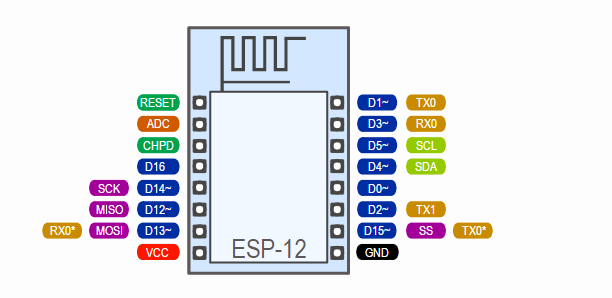 RESET D1~ TX0
ADC D3~ RX0
CHPD D5~ SCL
D16 D4~ SDA
SCK D14~ D0~
MISO D12~ D2~ TX1
RX0* MOSI D13~ D15~ SS TX0*
VCC ESP-12 GND